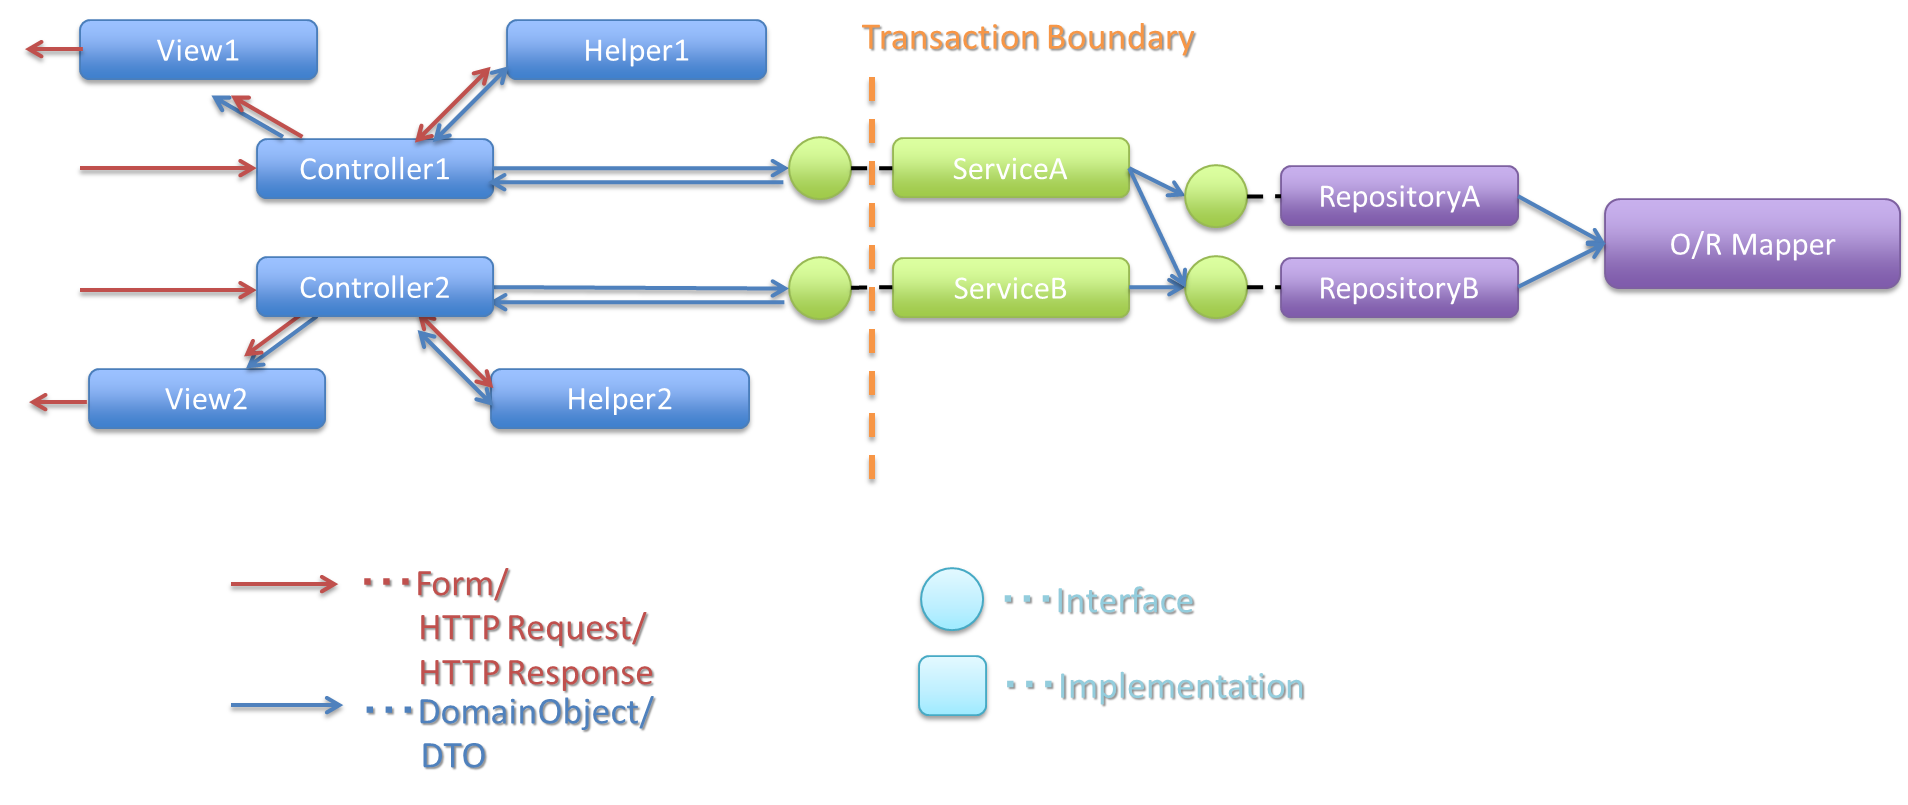 View1
Helper1
Transaction Boundary
Controller1
ServiceA
RepositoryA
O/R Mapper
Controller2
ServiceB
RepositoryB
View2
Helper2
・・・Form/
HTTP Request/
HTTP Response
・・・DomainObject/
DTO
・・・Interface
・・・Implementation